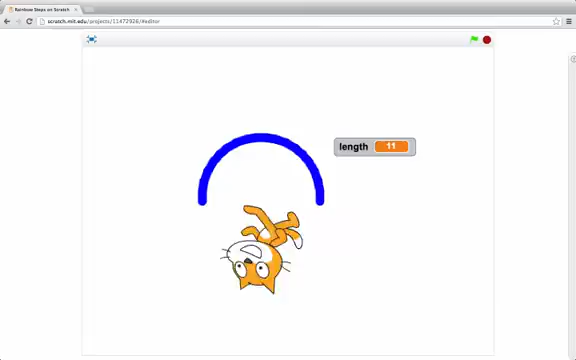 Rainbow Steps on Scratch
scratch.mit.edu/projects/11472926/#editor
length 11